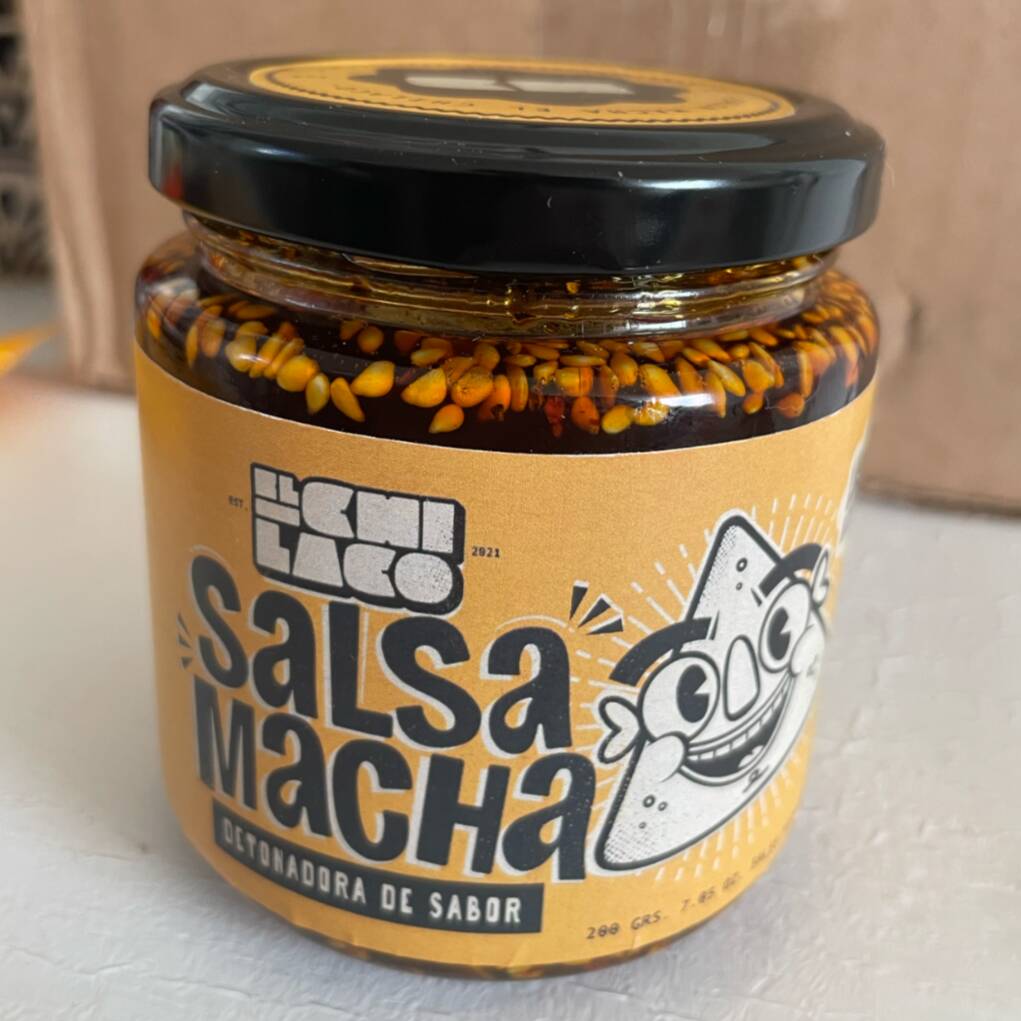 EL CHI
LACO
EST. 2021
SALSA
MACHA
DETONADORA DE SABOR
200 GRS. 7.05 OZ.